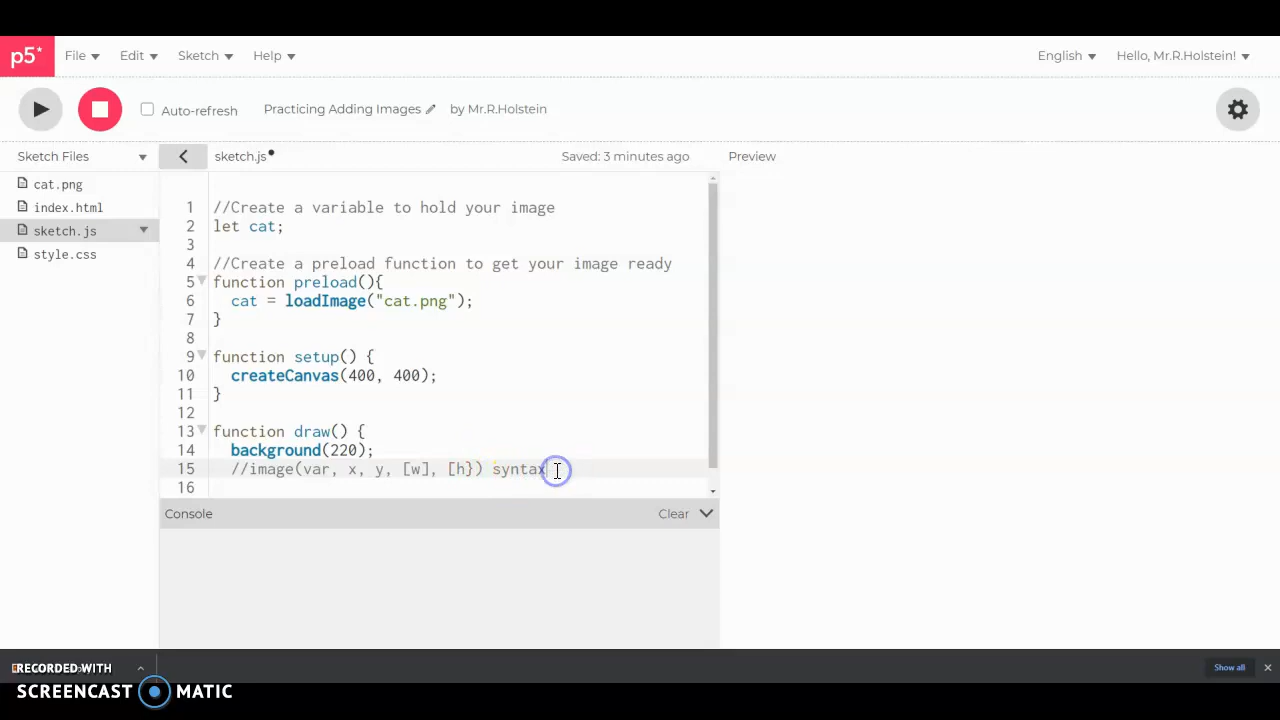 p5* File Edit Sketch Help English Hello, Mr.R.Holstein!
Auto-refresh Practicing Adding Images by Mr.R.Holstein
Sketch Files sketch.js Saved: 3 minutes ago Preview
cat.png
index.html
sketch.js
style.css
1 //Create a variable to hold your image
2 let cat;
3
4 //Create a preload function to get your image ready
5 function preload(){
6 cat = loadImage("cat.png");
7 }
8
9 function setup() {
10 createCanvas(400, 400);
11 }
12
13 function draw() {
14 background(220);
15 //image(var, x, y, [w], [h}) syntax
16
Console Clear
RECORDED WITH
SCREENCAST MATIC
Show all